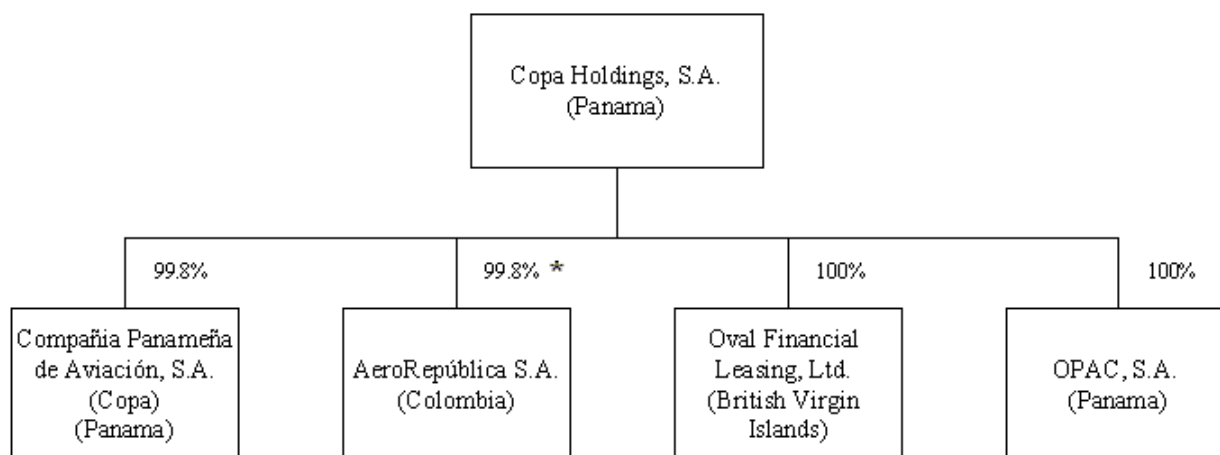 Copa Holdings, S.A.
(Panama)
99.8%
99.8% *
100%
100%
Compañia Panameña
de Aviación, S.A.
(Copa)
(Panama)
AeroRepública S.A.
(Colombia)
Oval Financial
Leasing, Ltd.
(British Virgin
Islands)
OPAC, S.A.
(Panama)